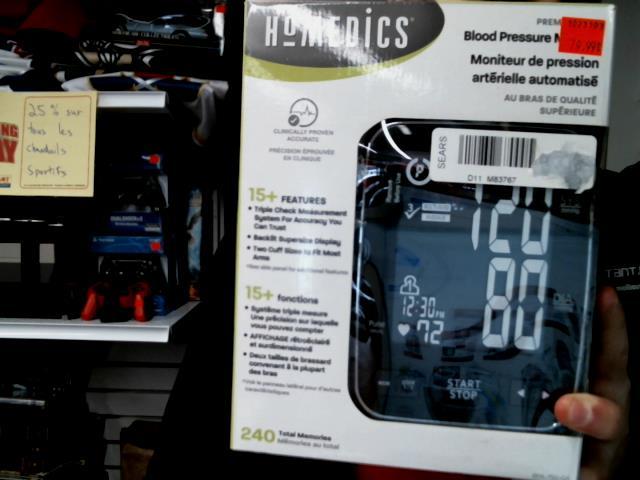 HOMEDICS
Blood Pressure
Moniteur de pression
artérielle automatisé
AU BRAS DE QUALITÉ
SUPÉRIEURE
CLINICALLY PROVEN
ACCURATE
PRÉCISION ÉPROUVÉE
EN CLINIQUE
SEARS
D11 M83767
15+ FEATURES
• Triple Check Measurement
System For Accuracy You
Can Trust
• Backlit Supersize Display
• Two Cuff Sizes to Fit Most
Arms
15+ fonctions
• Système triple mesure
Une précision sur laquelle
vous pouvez compter
• AFFICHAGE rétroéclairé
et surdimensionné
• Deux tailles de brassard
convenant à la plupart
des bras
120
80
12:30 PM
72
START
STOP
240 Total Memories
Mémoires au total
25% sur
tous les
chandails
Sportifs